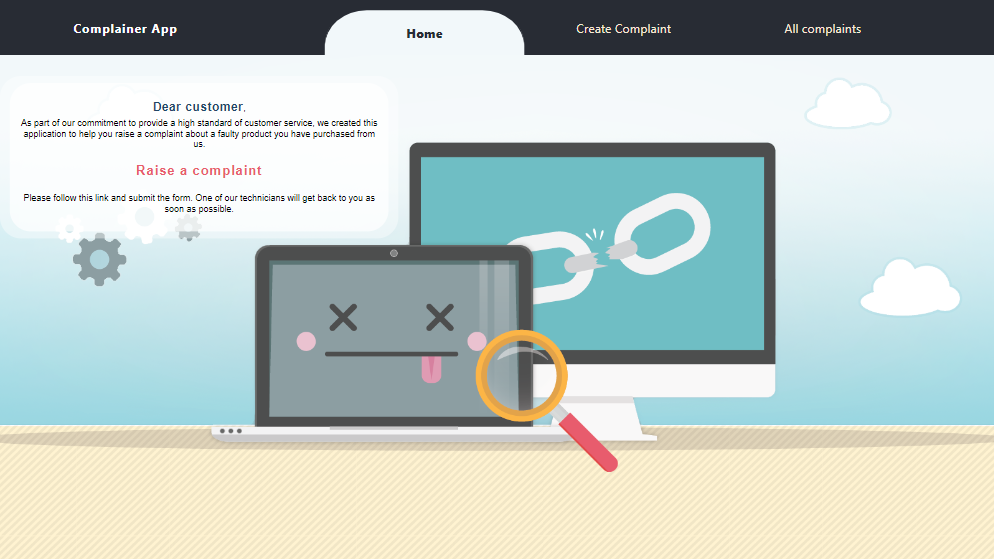 Complainer App
Home
Create Complaint
All complaints
Dear customer,
As part of our commitment to provide a high standard of customer service, we created this
application to help you raise a complaint about a faulty product you have purchased from
us.
Raise a complaint
Please follow this link and submit the form. One of our technicians will get back to you as
soon as possible.